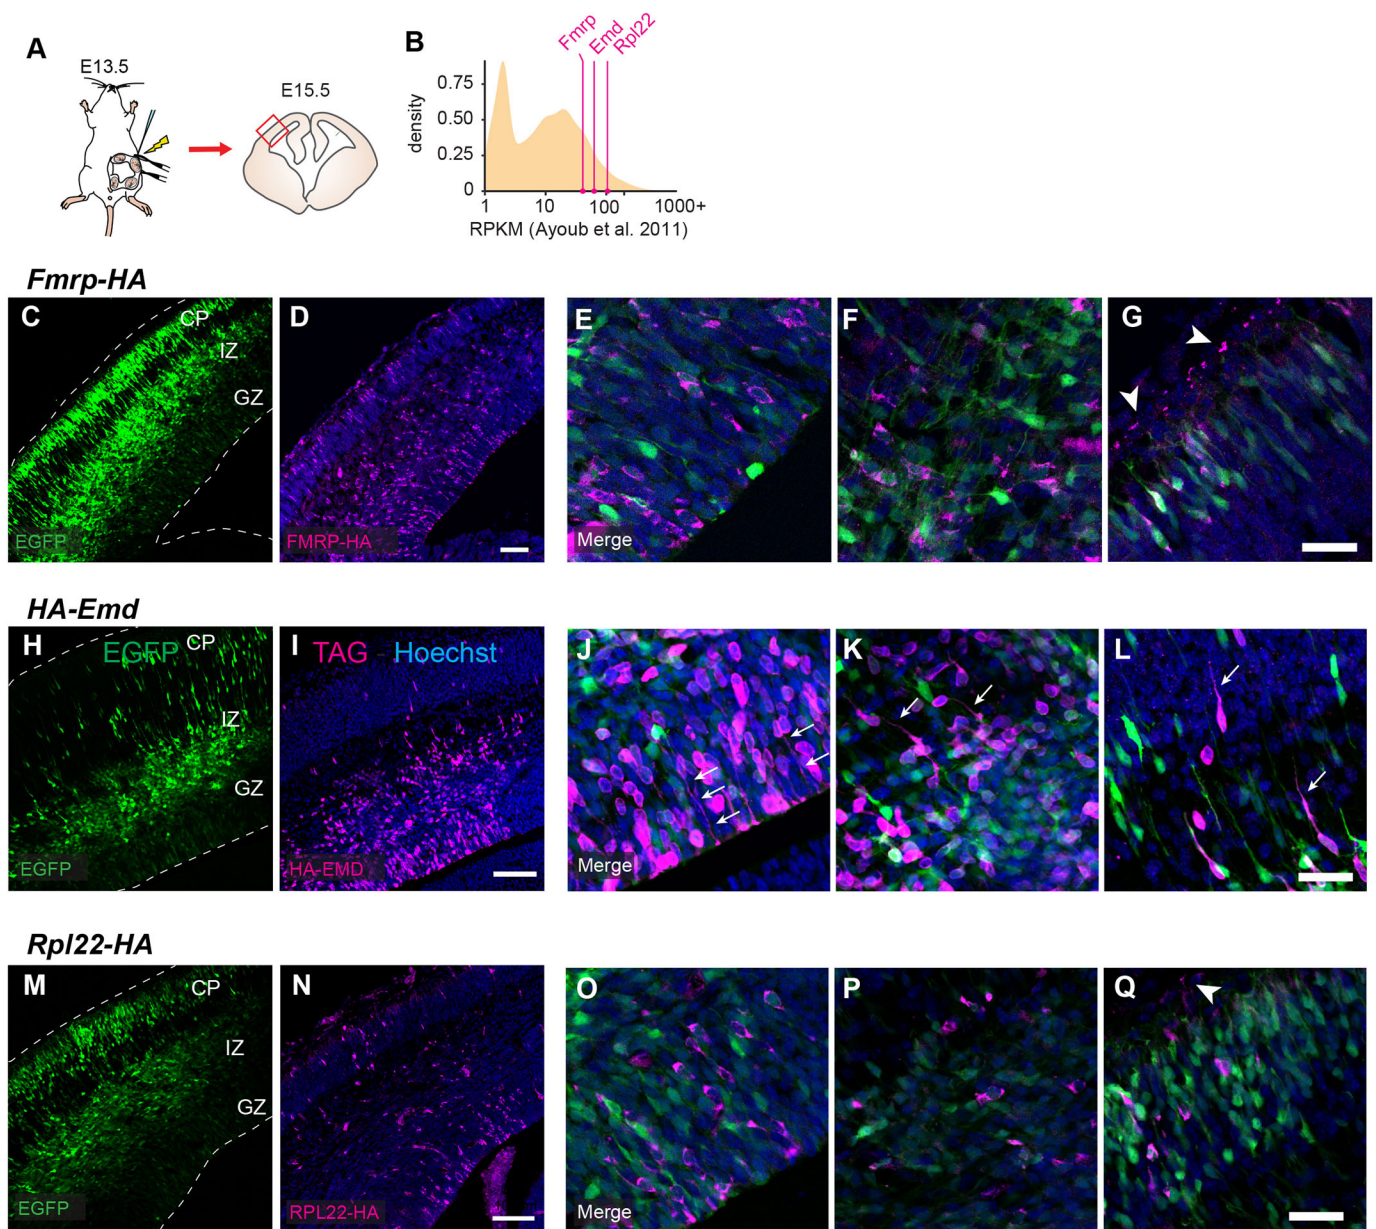 A
E13.5
E15.5
B
Fmrp
Emd
Rpl22
density
0.75
0.50
0.25
0
1
10
100
1000+
RPKM (Ayoub et al. 2011)
Fmrp-HA
C
CP
IZ
GZ
EGFP
D
FMRP-HA
E
Merge
F
G
HA-Emd
H
EGFP
CP
IZ
GZ
EGFP
I
TAG - Hoechst
HA-EMD
J
Merge
K
L
Rpl22-HA
M
CP
IZ
GZ
EGFP
N
RPL22-HA
O
Merge
P
Q